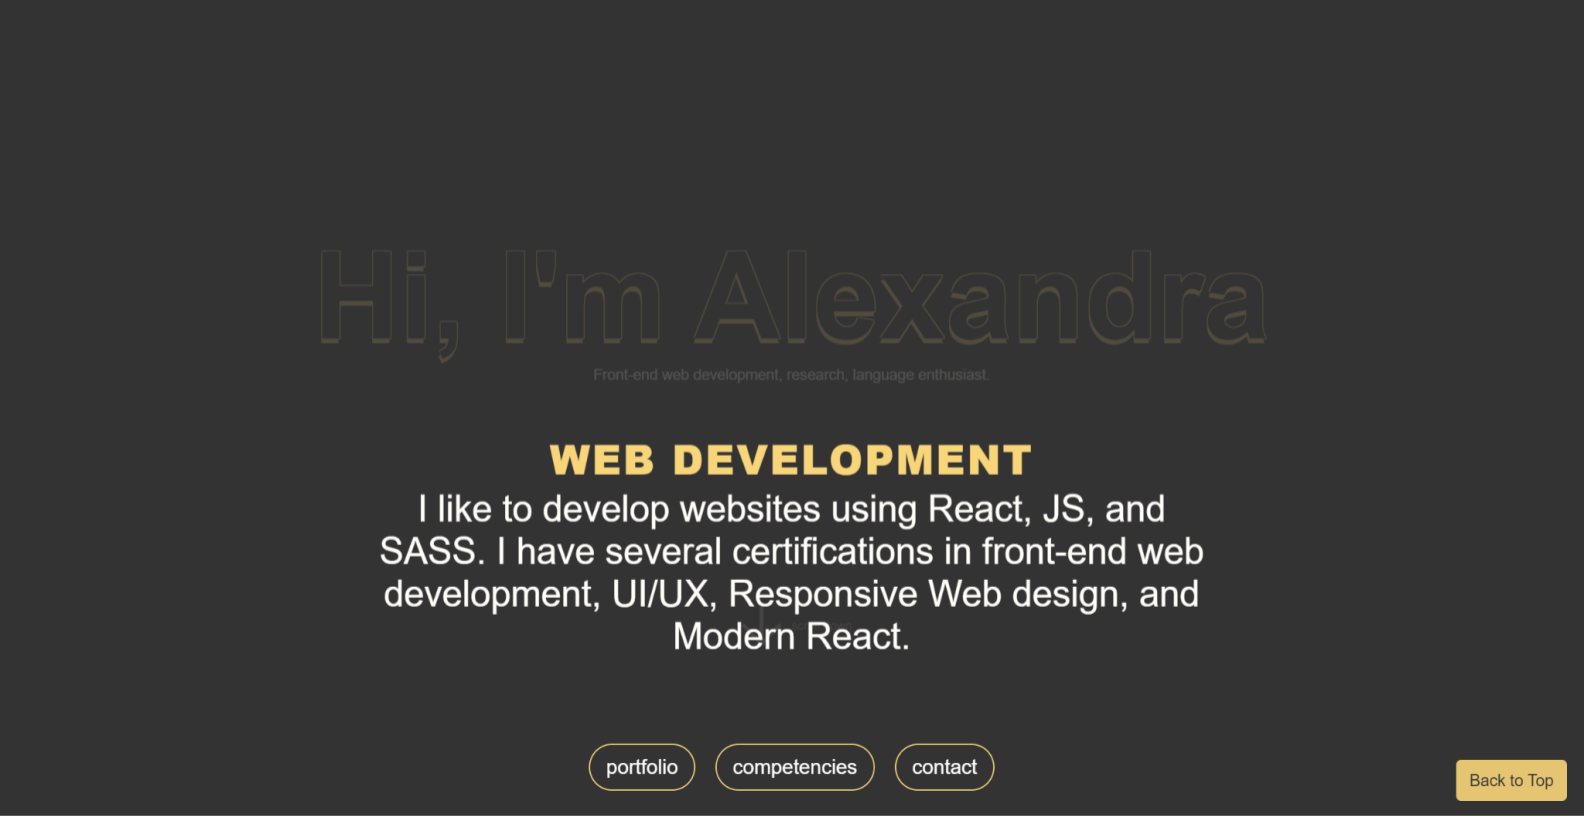 Hi, I'm Alexandra
Front-end web development, research, language enthusiast.
WEB DEVELOPMENT
I like to develop websites using React, JS, and
SASS. I have several certifications in front-end web
development, UI/UX, Responsive Web design, and
Modern React.
portfolio
competencies
contact
Back to Top